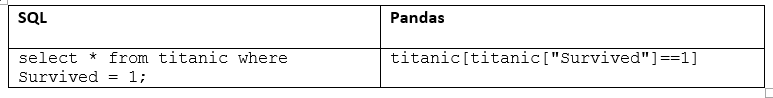 SQL
Pandas
select * from titanic where
Survived = 1;
titanic[titanic["Survived"]==1]